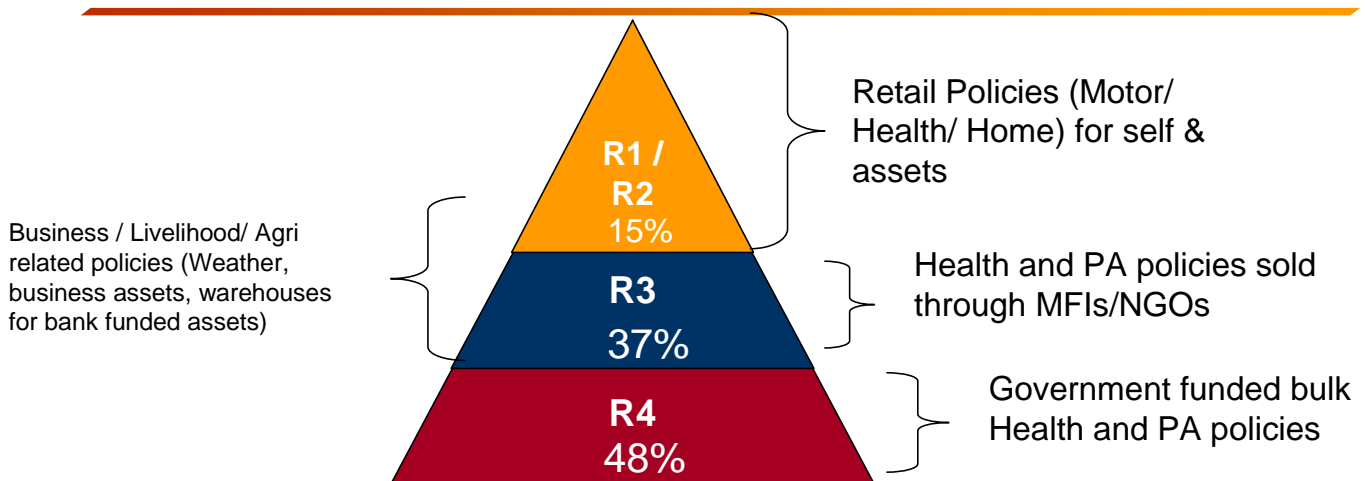 Retail Policies (Motor/
Health/ Home) for self &
assets
R1 /
R2
15%
Business / Livelihood/ Agri
related policies (Weather,
business assets, warehouses
for bank funded assets)
R3
37%
Health and PA policies sold
through MFIs/NGOs
R4
48%
Government funded bulk
Health and PA policies